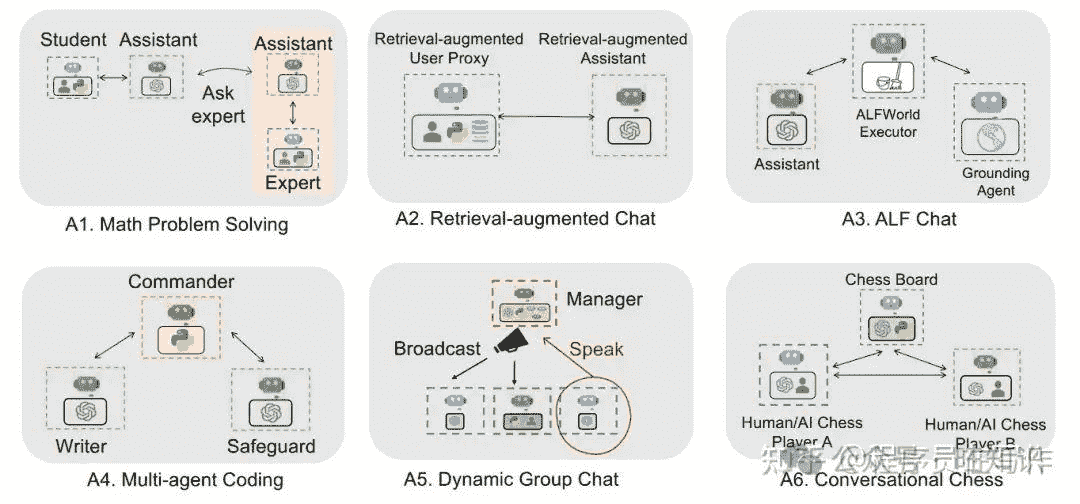 Student
Assistant
Assistant
Ask
expert
Expert
A1. Math Problem Solving
Retrieval-augmented
User Proxy
Retrieval-augmented
Assistant
A2. Retrieval-augmented Chat
ALFWorld
Executor
Assistant
Grounding
Agent
A3. ALF Chat
Commander
Writer
Safeguard
A4. Multi-agent Coding
Manager
Broadcast
Speak
A5. Dynamic Group Chat
Chess Board
Human/AI Chess
Player A
Human/AI Chess
Player B
A6. Conversational Chess
知乎